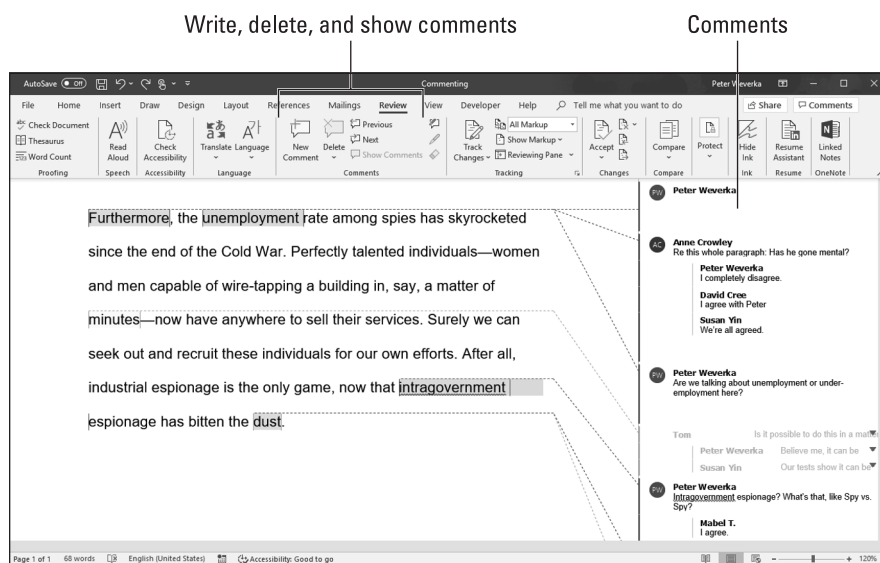 Write, delete, and show comments
Comments
AutoSave Off
Commenting
Peter Weverka
File Home Insert Draw Design Layout References Mailings Review View Developer Help Tell me what you want to do Share Comments
Check Document
Thesaurus
Word Count
Read Aloud
Check Accessibility
Translate Language
New Comment
Delete
Previous
Next
Show Comments
Track Changes
All Markup
Show Markup
Reviewing Pane
Accept
Compare
Protect
Hide Ink
Resume Assistant
Linked Notes
Proofing Speech Accessibility Language Comments Tracking Changes Compare Ink Resume OneNote
Furthermore, the unemployment rate among spies has skyrocketed
since the end of the Cold War. Perfectly talented individuals—women
and men capable of wire-tapping a building in, say, a matter of
minutes—now have anywhere to sell their services. Surely we can
seek out and recruit these individuals for our own efforts. After all,
industrial espionage is the only game, now that intragovernment
espionage has bitten the dust.
PW Peter Weverka
AC Anne Crowley
Re this whole paragraph: Has he gone mental?
Peter Weverka
I completely disagree.
David Cree
I agree with Peter
Susan Yin
We're all agreed.
PW Peter Weverka
Are we talking about unemployment or under-
employment here?
Tom Is it possible to do this in a matte
Peter Weverka Believe me, it can be
Susan Yin Our tests show it can be
PW Peter Weverka
Intragovernment espionage? What's that, like Spy vs.
Spy?
Mabel T.
I agree.
Page 1 of 1 68 words English (United States) Accessibility: Good to go 120%